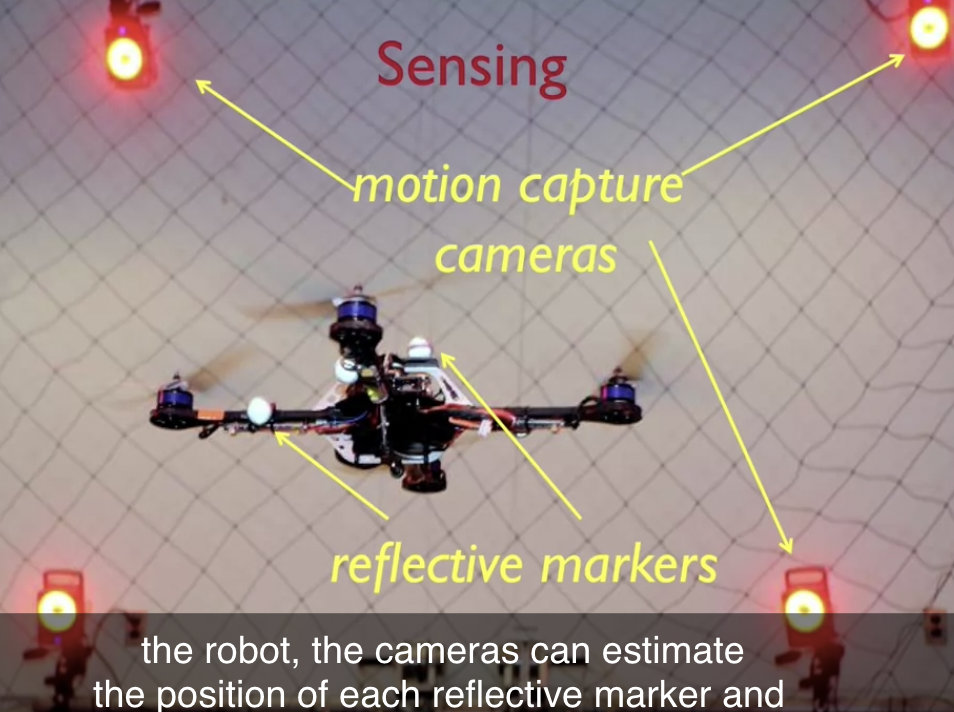 Sensing
motion capture
cameras
reflective markers
the robot, the cameras can estimate
the position of each reflective marker and